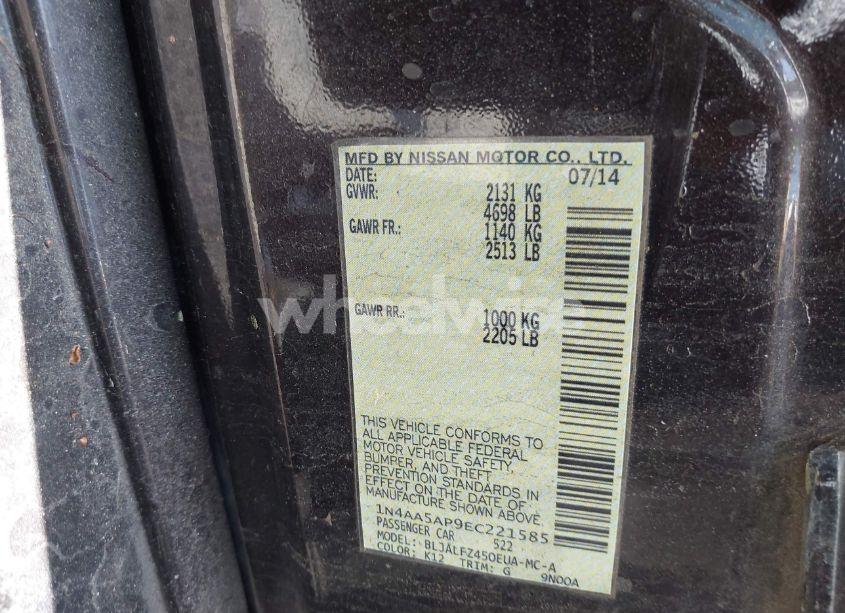 MFD BY NISSAN MOTOR CO., LTD.
DATE: 07/14
GVWR: 2131 KG
4698 LB
GAWR FR.: 1140 KG
2513 LB
GAWR RR.: 1000 KG
2205 LB
THIS VEHICLE CONFORMS TO
ALL APPLICABLE FEDERAL
MOTOR VEHICLE SAFETY,
BUMPER, AND THEFT
PREVENTION STANDARDS IN
EFFECT ON THE DATE OF
MANUFACTURE SHOWN ABOVE.
1N4AA5AP9EC221585
PASSENGER CAR 522
MODEL: BLJALFZ450EUA-MC-A
COLOR: K12 TRIM: G 9N00A
wheelwise